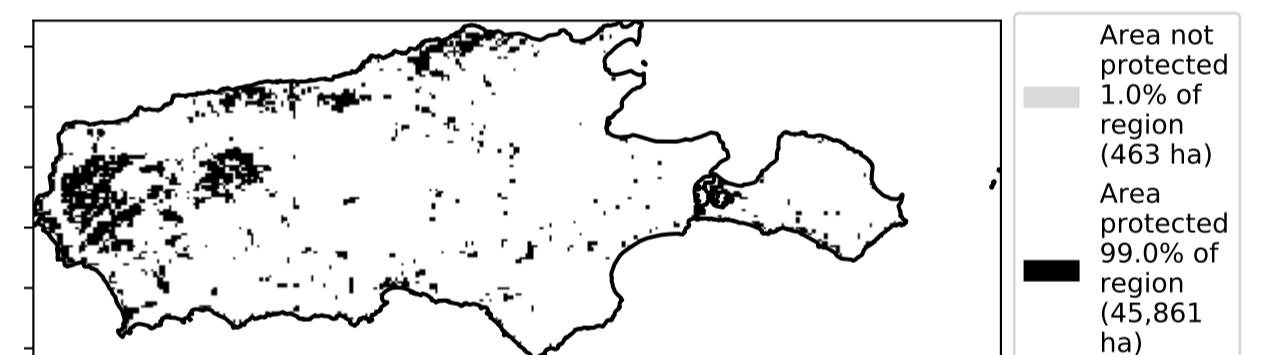 Area not
protected
1.0% of
region
(463 ha)
Area
protected
99.0% of
region
(45,861
ha)